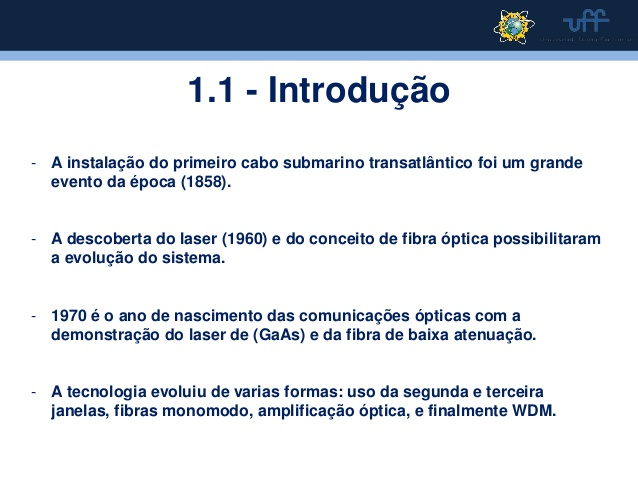 uff
1.1 - Introdução
- A instalação do primeiro cabo submarino transatlântico foi um grande
evento da época (1858).
- A descoberta do laser (1960) e do conceito de fibra óptica possibilitaram
a evolução do sistema.
- 1970 é o ano de nascimento das comunicações ópticas com a
demonstração do laser de (GaAs) e da fibra de baixa atenuação.
- A tecnologia evoluiu de varias formas: uso da segunda e terceira
janelas, fibras monomodo, amplificação óptica, e finalmente WDM.